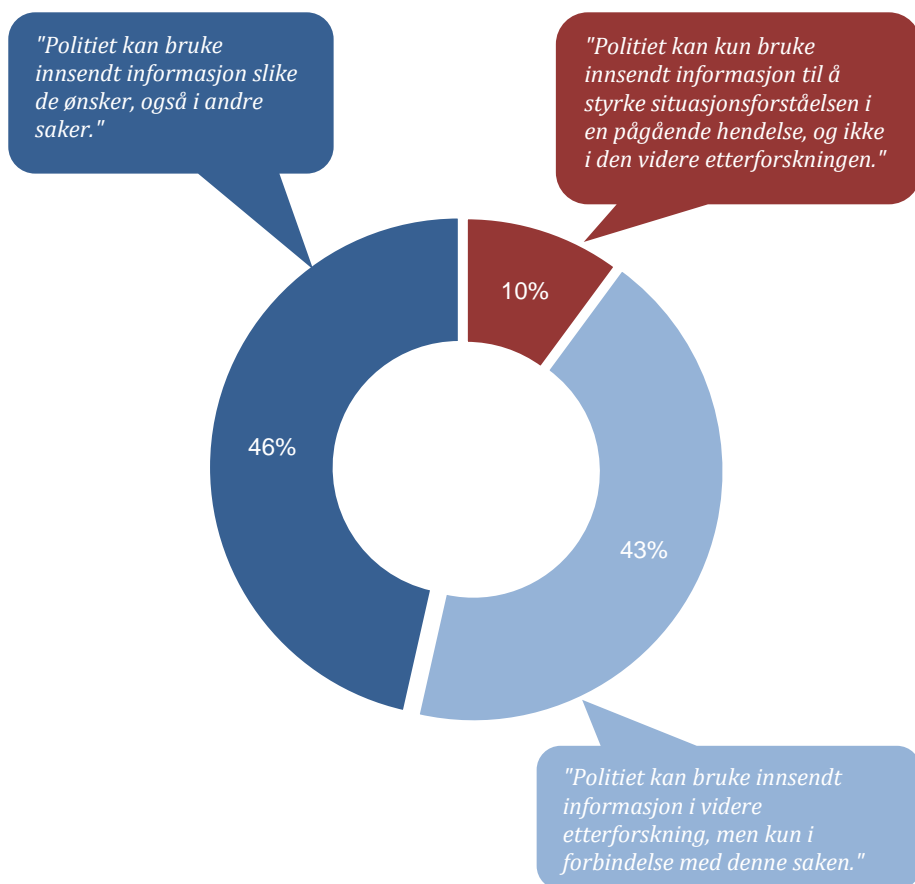 "Politiet kan bruke
innsendt informasjon slike
de ønsker, også i andre
saker."
"Politiet kan kun bruke
innsendt informasjon til å
styrke situasjonsforståelsen i
en pågående hendelse, og ikke
i den videre etterforskningen."
10%
46%
43%
"Politiet kan bruke innsendt
informasjon i videre
etterforskning, men kun i
forbindelse med denne saken."